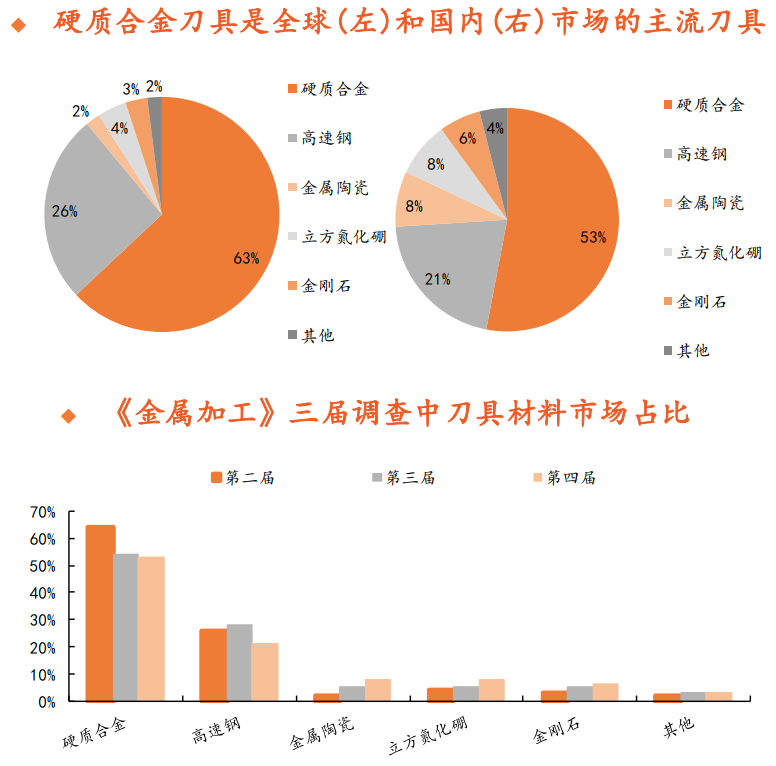 硬质合金刀具是全球(左)和国内(右)市场的主流刀具
2%
3%
2%
4%
26%
63%
硬质合金
高速钢
金属陶瓷
立方氮化硼
金刚石
其他
4%
6%
8%
8%
21%
53%
硬质合金
高速钢
金属陶瓷
立方氮化硼
金刚石
其他
《金属加工》三届调查中刀具材料市场占比
第二届 第三届 第四届
70%
60%
50%
40%
30%
20%
10%
0%
硬质合金 高速钢 金属陶瓷 立方氮化硼 金刚石 其他